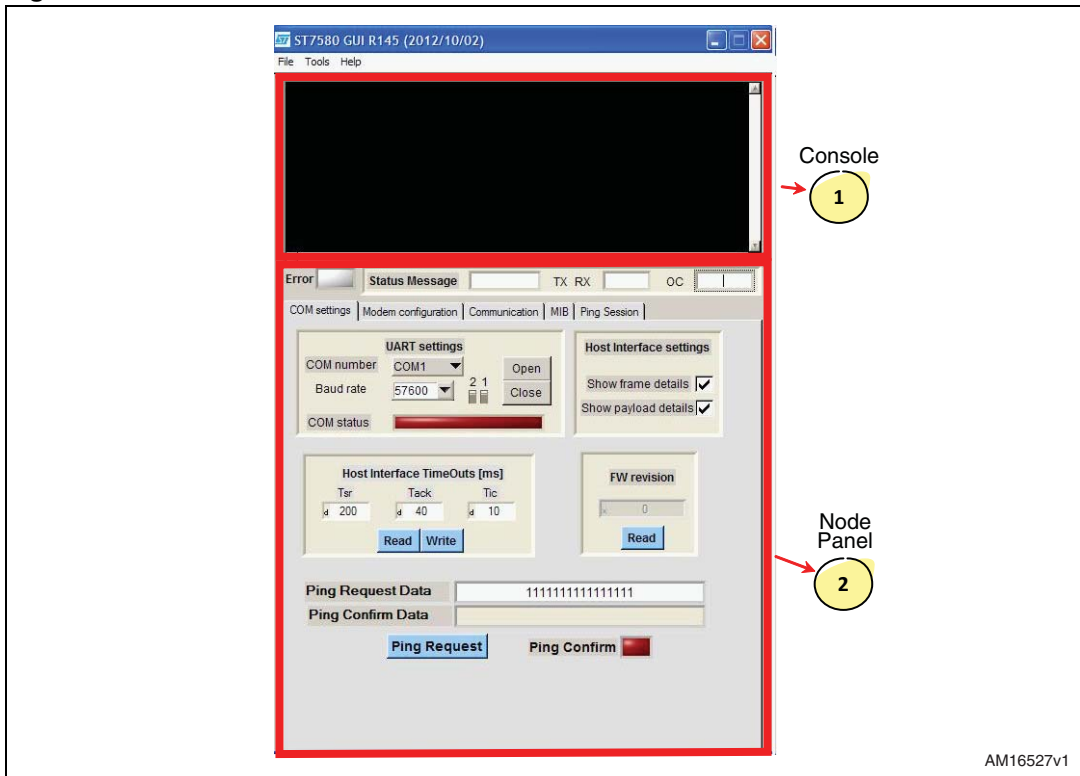 ST7580 GUI R145 (2012/10/02)
File Tools Help
Console
1
Error Status Message TX RX OC
COM settings Modem configuration Communication MIB Ping Session
UART settings
COM number COM1 Open
Baud rate 57600 2 1 Close
COM status
Host Interface settings
Show frame details
Show payload details
Host Interface TimeOuts [ms]
Tsr Tack Tic
d 200 d 40 d 10
Read Write
FW revision
x 0
Read
Node
Panel
2
Ping Request Data 1111111111111111
Ping Confirm Data
Ping Request Ping Confirm
AM16527v1